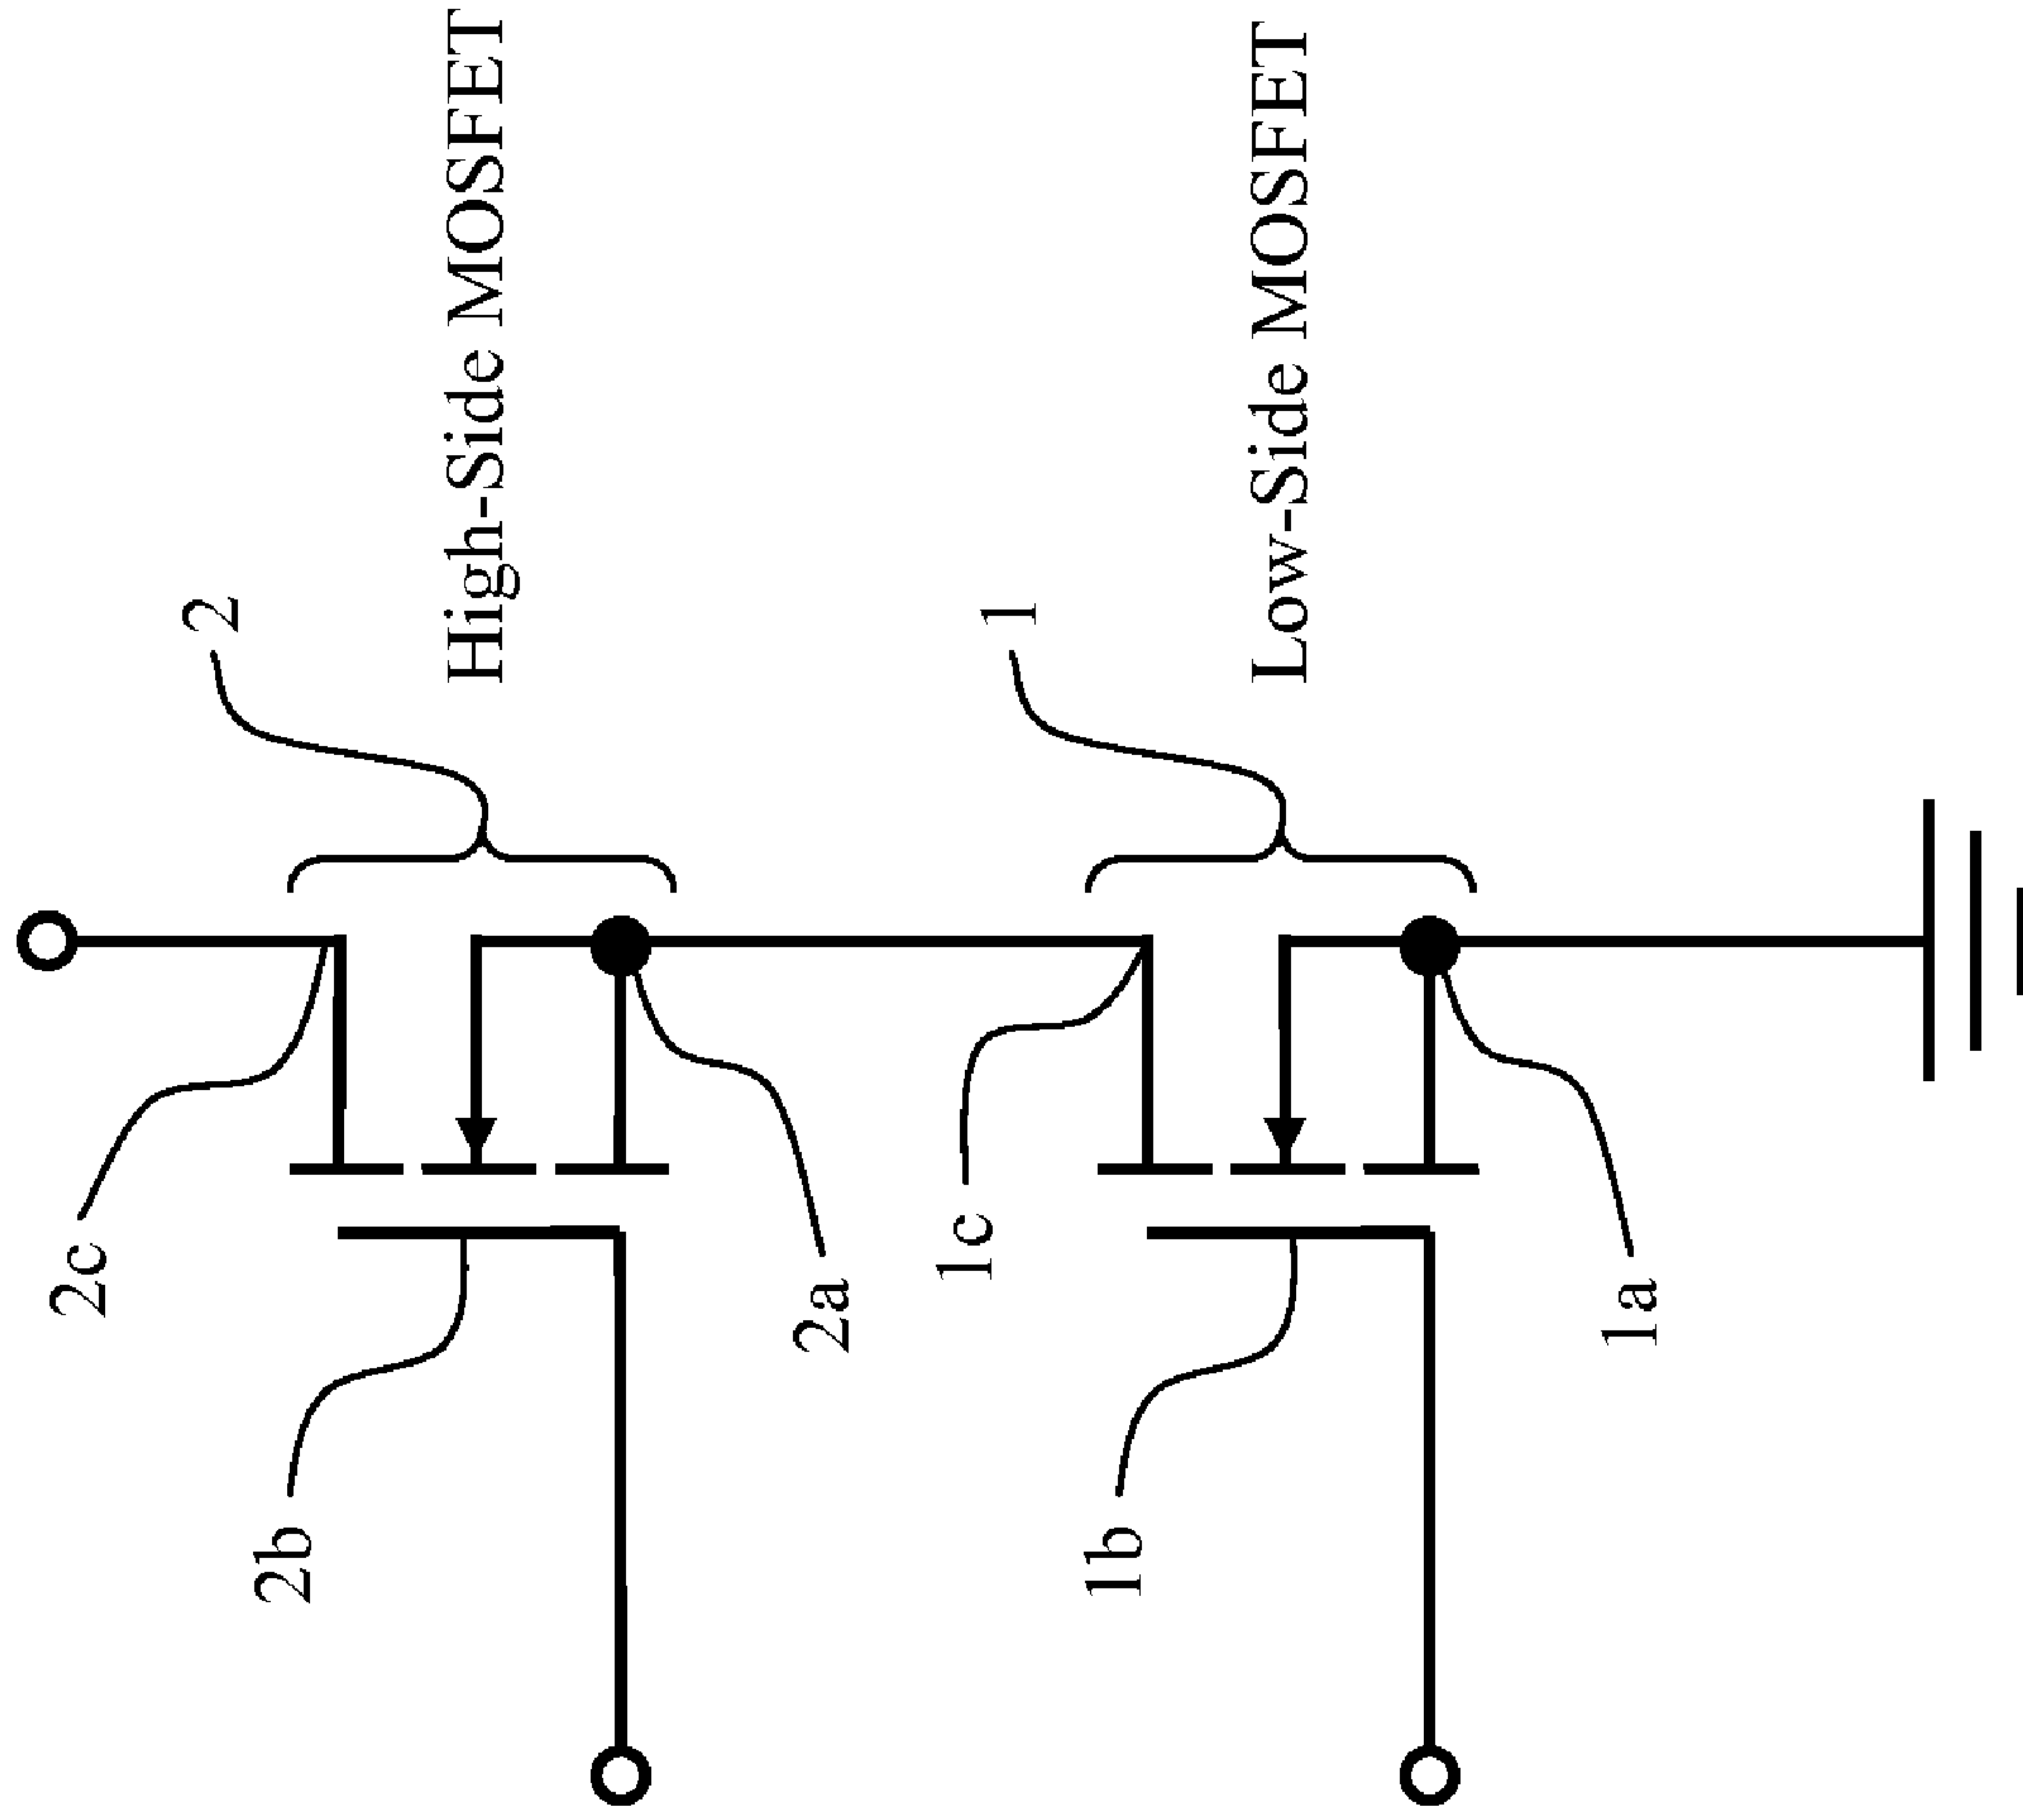 2c
2b
2
High-Side MOSFET
2a
1c
1b
1
Low-Side MOSFET
1a